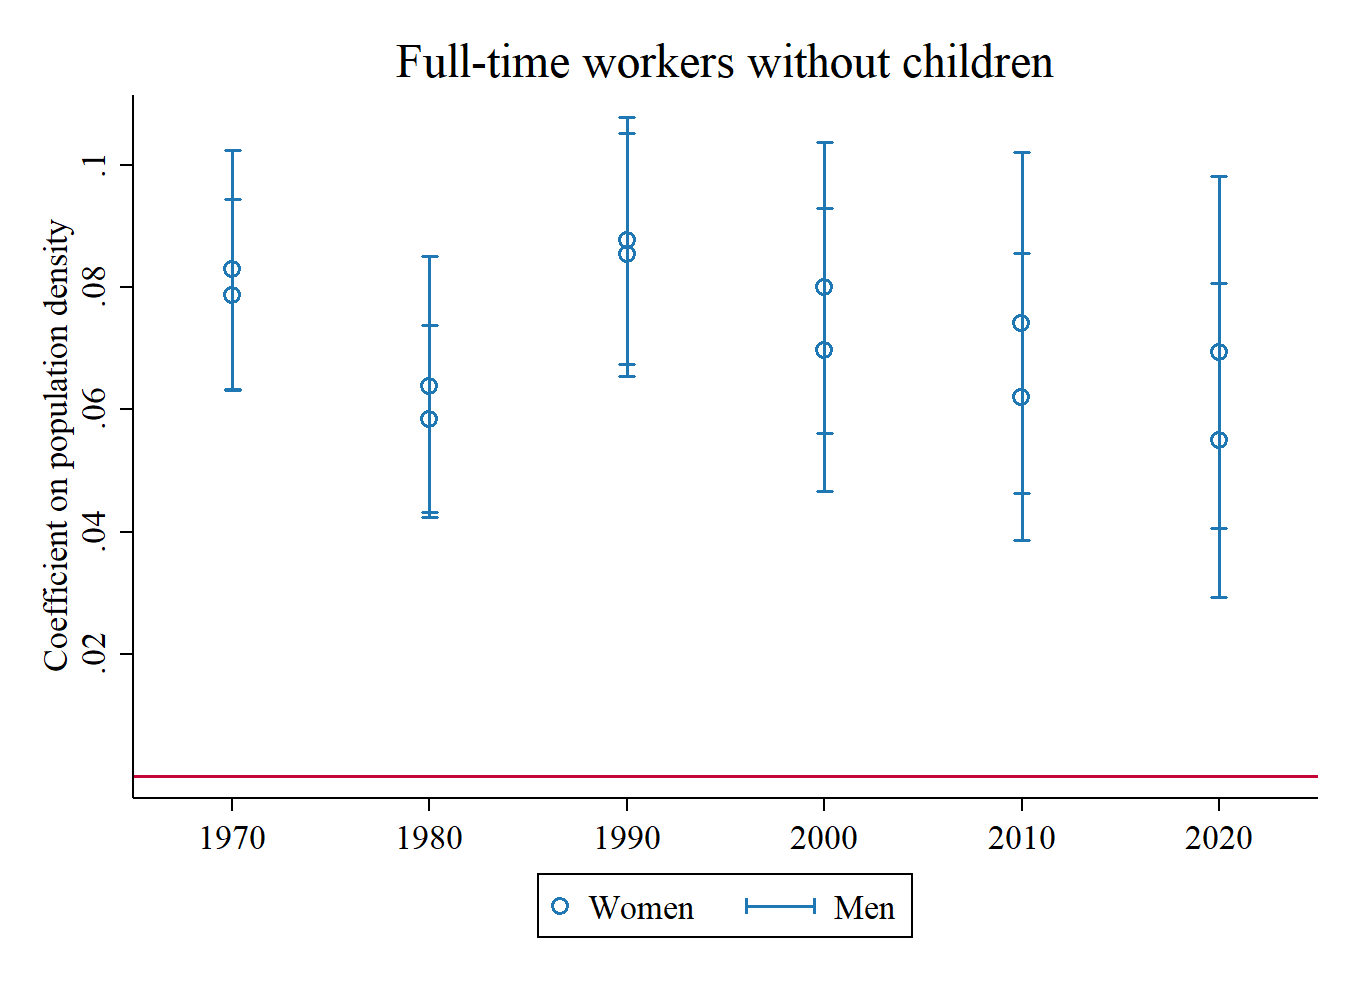 Full-time workers without children
Coefficient on population density
.1
.08
.06
.04
.02
1970 1980 1990 2000 2010 2020
Women Men